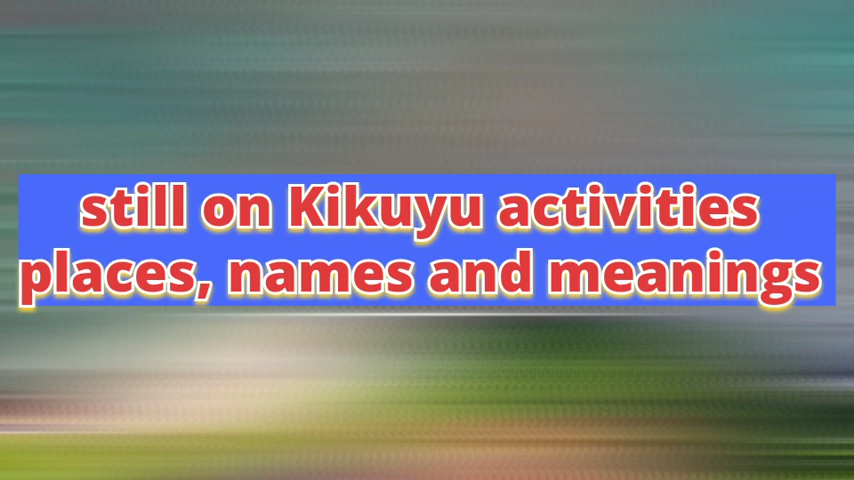 still on Kikuyu activities
places, names and meanings